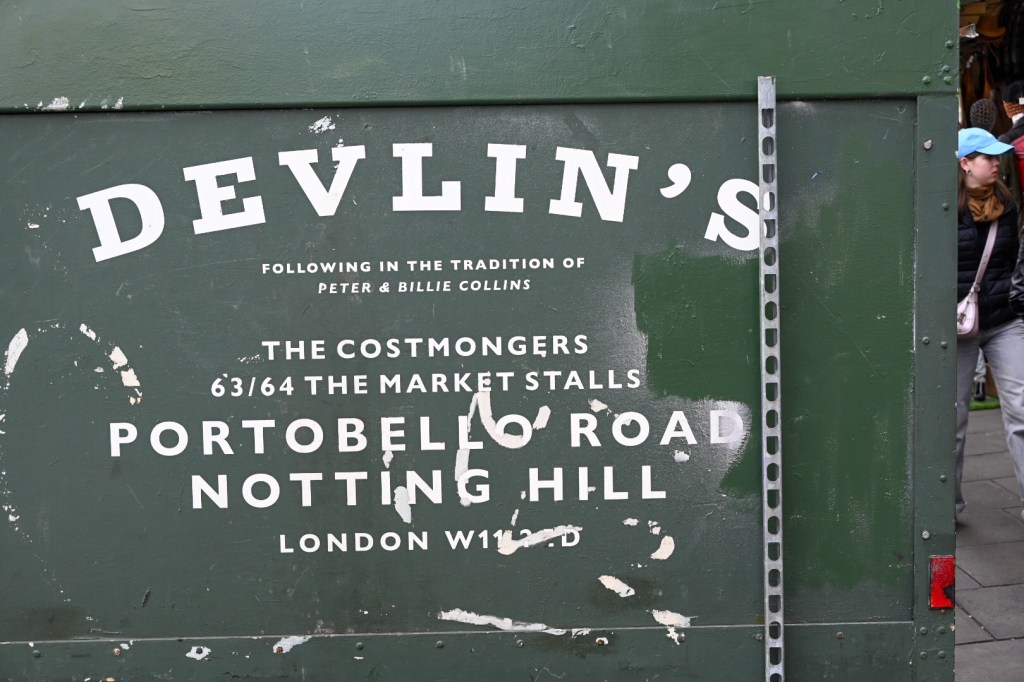 DEVLIN'S
FOLLOWING IN THE TRADITION OF
PETER & BILLIE COLLINS
THE COSTMONGERS
63/64 THE MARKET STALLS
PORTOBELLO ROAD
NOTTING HILL
LONDON W11